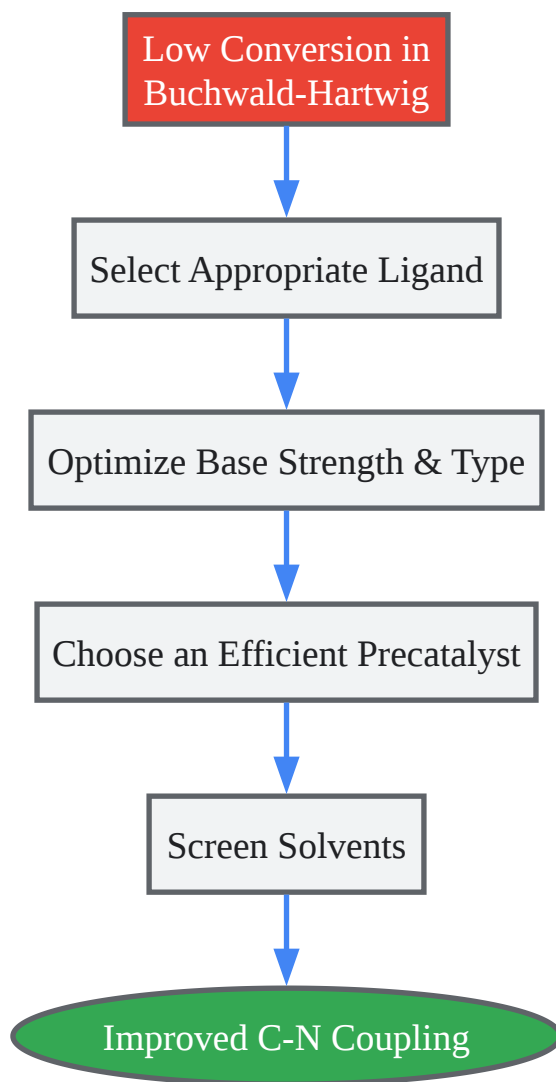 Low Conversion in
Buchwald-Hartwig
Select Appropriate Ligand
Optimize Base Strength & Type
Choose an Efficient Precatalyst
Screen Solvents
Improved C-N Coupling